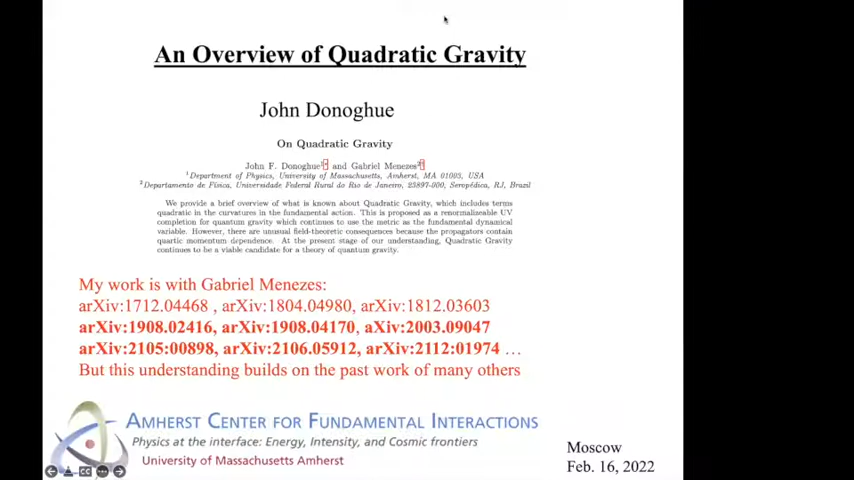 An Overview of Quadratic Gravity
John Donoghue
On Quadratic Gravity
John F. Donoghue¹* and Gabriel Menezes²†
¹Department of Physics, University of Massachusetts, Amherst, MA 01003, USA
²Departamento de Física, Universidade Federal Rural do Rio de Janeiro, 23897-000, Seropédica, RJ, Brazil
We provide a brief overview of what is known about Quadratic Gravity, which includes terms
quadratic in the curvatures in the fundamental action. This is proposed as a renormalizeable UV
completion for quantum gravity which continues to use the metric as the fundamental dynamical
variable. However, there are unusual field-theoretic consequences because the propagators contain
quartic momentum dependence. At the present stage of our understanding, Quadratic Gravity
continues to be a viable candidate for a theory of quantum gravity.
My work is with Gabriel Menezes:
arXiv:1712.04468 , arXiv:1804.04980, arXiv:1812.03603
arXiv:1908.02416, arXiv:1908.04170, aXiv:2003.09047
arXiv:2105:00898, arXiv:2106.05912, arXiv:2112:01974 …
But this understanding builds on the past work of many others
AMHERST CENTER FOR FUNDAMENTAL INTERACTIONS
Physics at the interface: Energy, Intensity, and Cosmic frontiers
University of Massachusetts Amherst
Moscow
Feb. 16, 2022